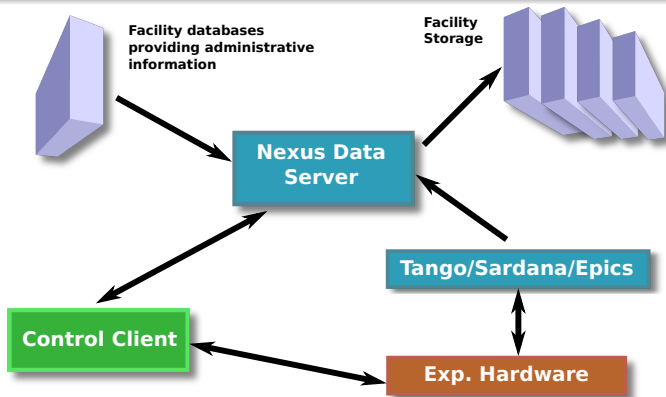 Facility databases
providing administrative
information
Facility
Storage
Nexus Data
Server
Tango/Sardana/Epics
Control Client
Exp. Hardware